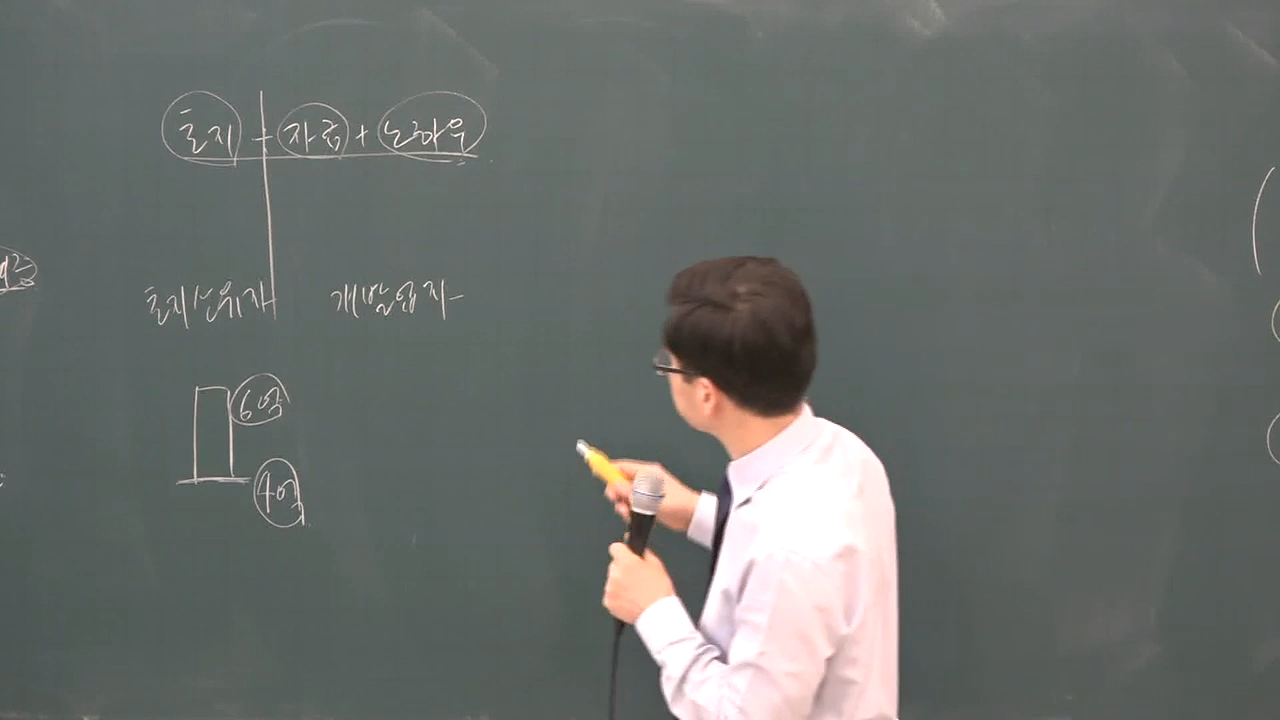 토지 + 자금 + 노하우
토지소유자 개발업자
6억
4억